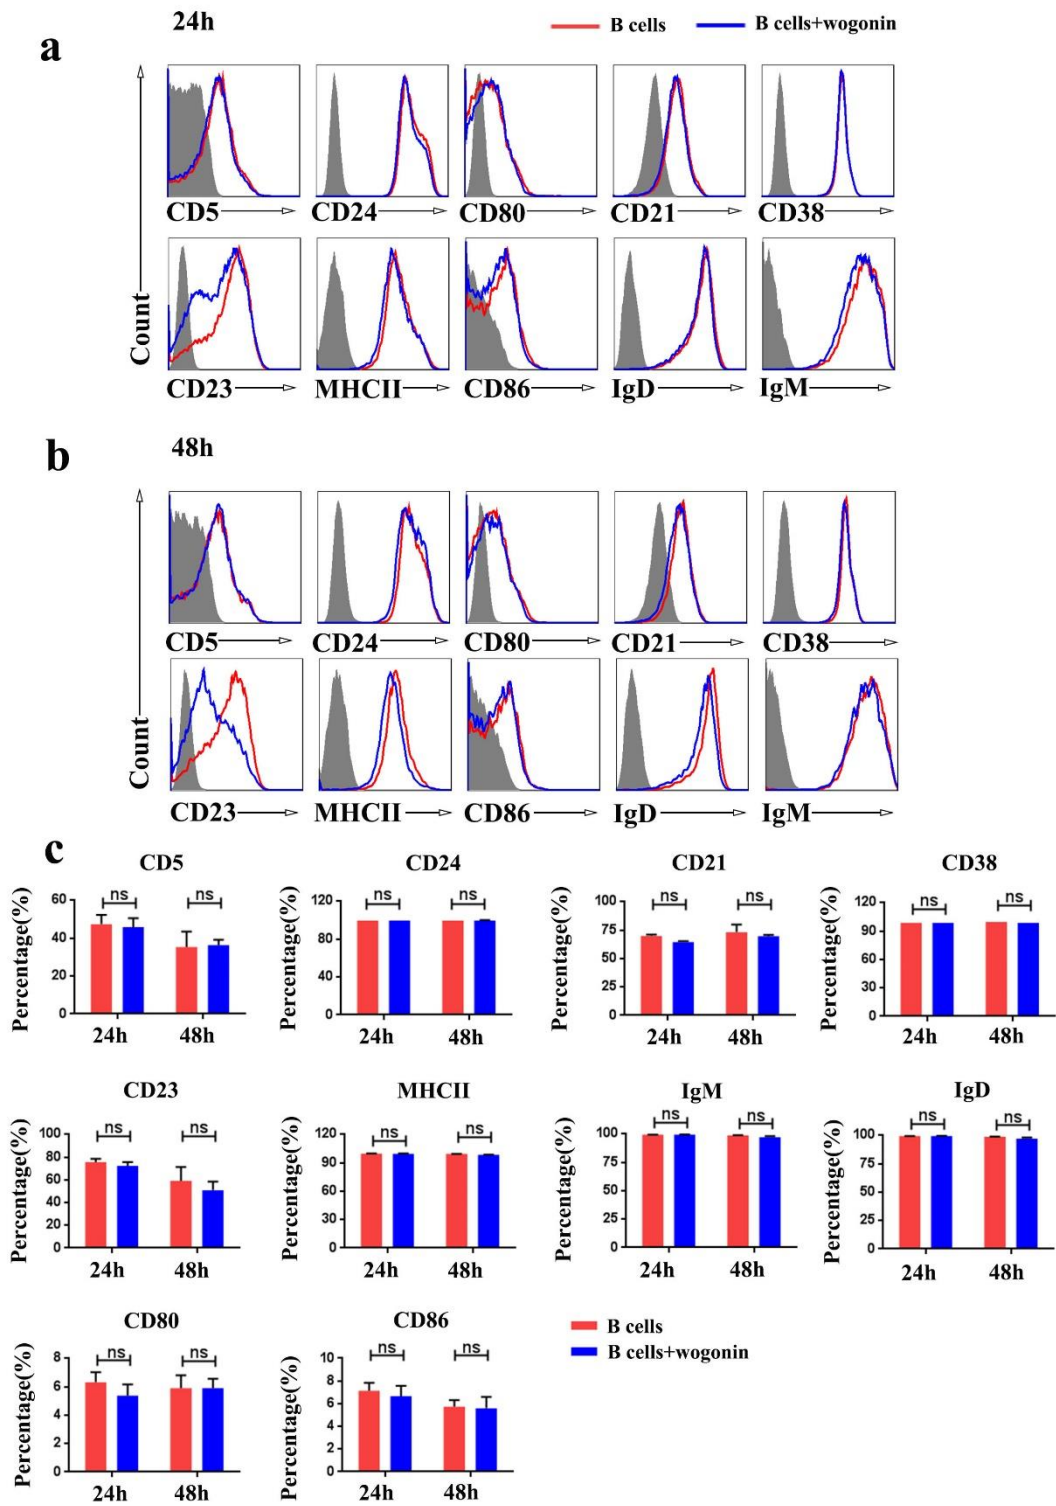 24h
B cells
B cells+wogonin
a
Count
CD5
CD24
CD80
CD21
CD38
CD23
MHCII
CD86
IgD
IgM
b
48h
Count
CD5
CD24
CD80
CD21
CD38
CD23
MHCII
CD86
IgD
IgM
c
CD5
Percentage(%)
60
40
20
0
ns
ns
24h
48h
CD24
Percentage(%)
120
80
40
0
ns
ns
24h
48h
CD21
Percentage(%)
100
75
50
25
0
ns
ns
24h
48h
CD38
Percentage(%)
120
90
60
30
0
ns
ns
24h
48h
CD23
Percentage(%)
100
80
60
40
20
0
ns
ns
24h
48h
MHCII
Percentage(%)
120
90
60
30
0
ns
ns
24h
48h
IgM
Percentage(%)
100
75
50
25
0
ns
ns
24h
48h
IgD
Percentage(%)
100
75
50
25
0
ns
ns
24h
48h
CD80
Percentage(%)
8
6
4
2
0
ns
ns
24h
48h
CD86
Percentage(%)
10
8
6
4
2
0
ns
ns
24h
48h
B cells
B cells+wogonin